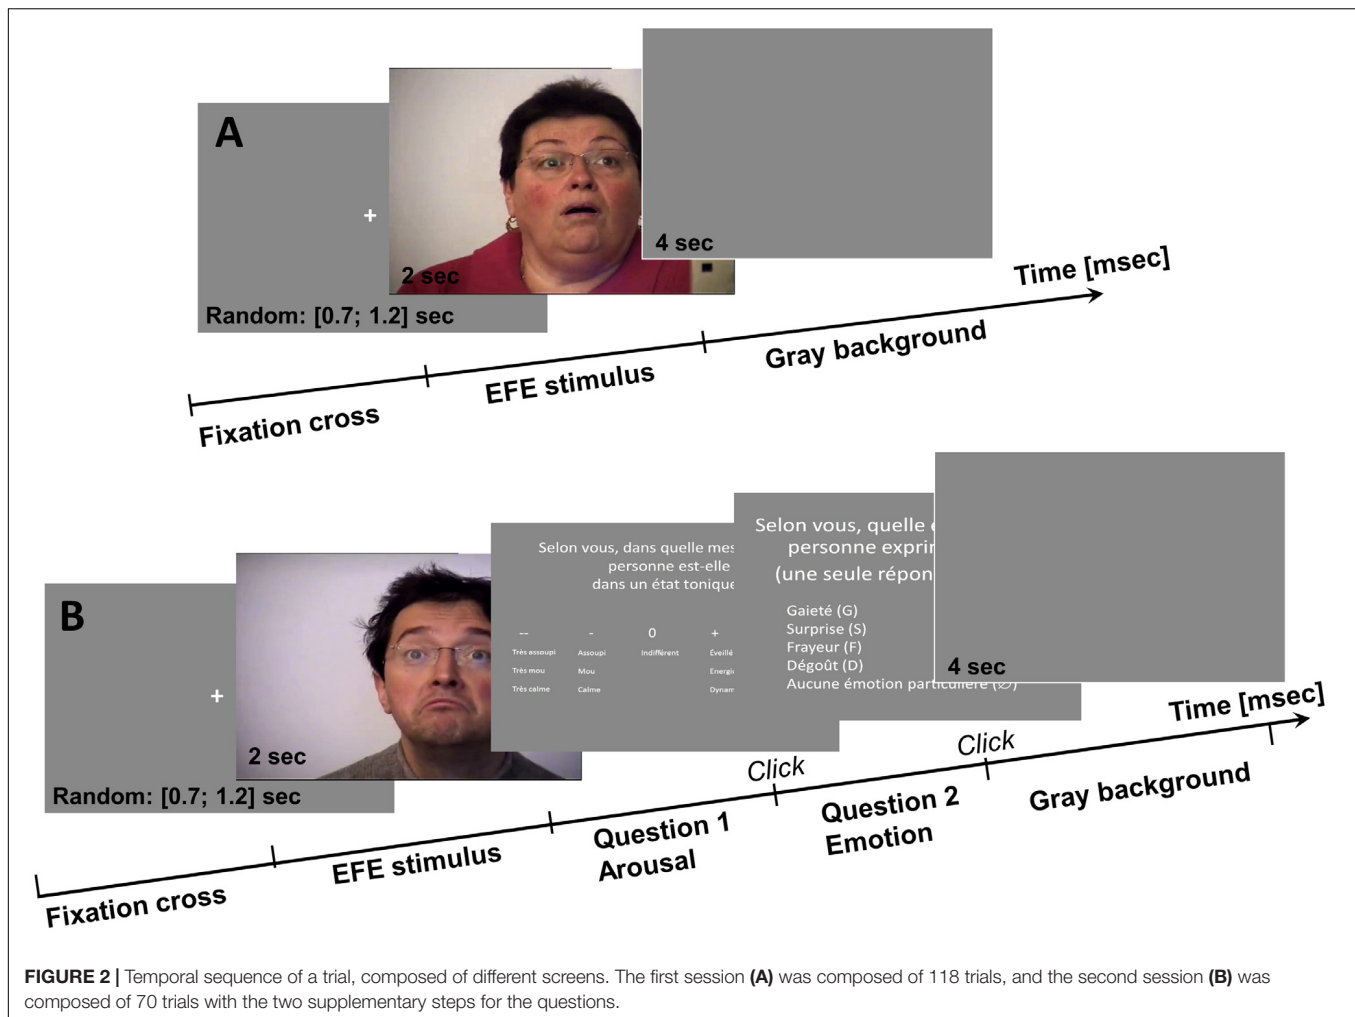 A
+
2 sec
4 sec
Random: [0.7; 1.2] sec
Time [msec]
Fixation cross
EFE stimulus
Gray background
B
+
2 sec
Random: [0.7; 1.2] sec
Selon vous, dans quelle mes
personne est-elle
dans un état tonique
-- - 0 +
Très assoupi Assoupi Indifférent Éveillé
Très mou Mou Energi
Très calme Calme Dynam
Selon vous, quelle
personne exprir
(une seule répon
Gaieté (G)
Surprise (S)
Frayeur (F)
Dégoût (D)
Aucune émotion particulière (∅)
4 sec
Time [msec]
Click
Click
Fixation cross
EFE stimulus
Question 1
Arousal
Question 2
Emotion
Gray background
FIGURE 2 | Temporal sequence of a trial, composed of different screens. The first session (A) was composed of 118 trials, and the second session (B) was
composed of 70 trials with the two supplementary steps for the questions.